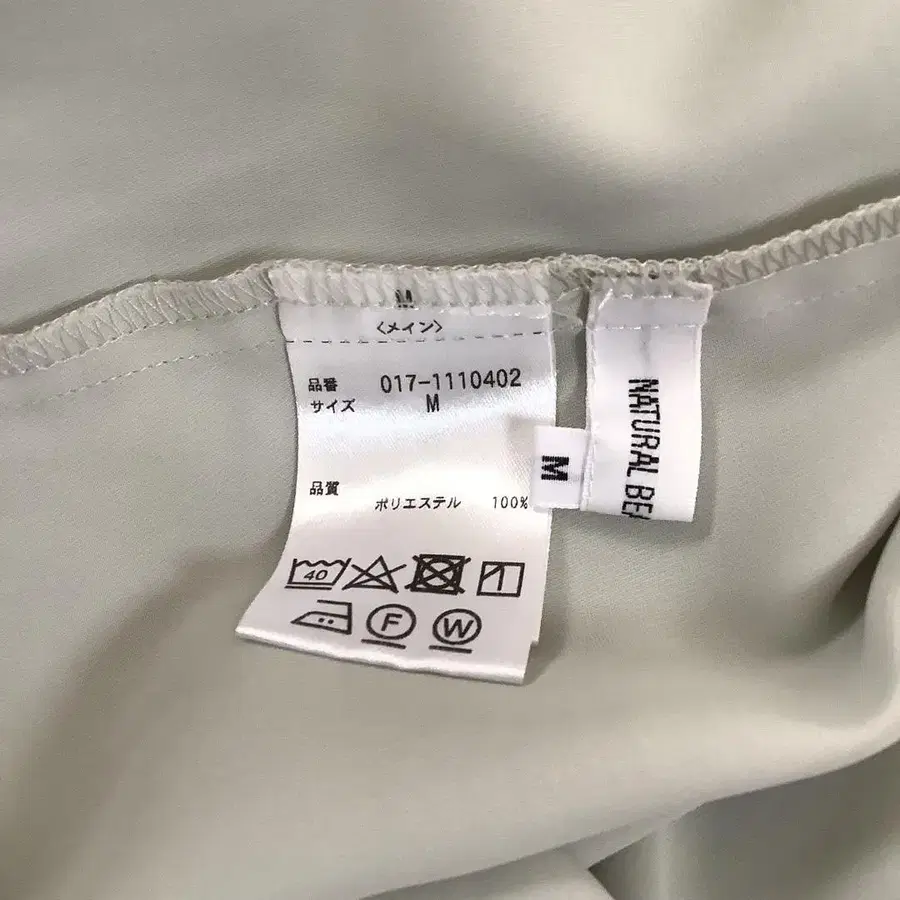 〈メイン〉
品番 017-1110402
サイズ M
品質
ポリエステル 100%
40
F W
M
NATURAL